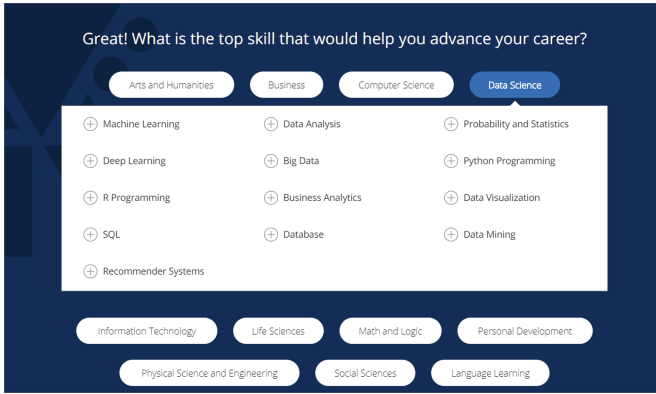 Great! What is the top skill that would help you advance your career?
Arts and Humanities
Business
Computer Science
Data Science
Machine Learning
Data Analysis
Probability and Statistics
Deep Learning
Big Data
Python Programming
R Programming
Business Analytics
Data Visualization
SQL
Database
Data Mining
Recommender Systems
Information Technology
Life Sciences
Math and Logic
Personal Development
Physical Science and Engineering
Social Sciences
Language Learning